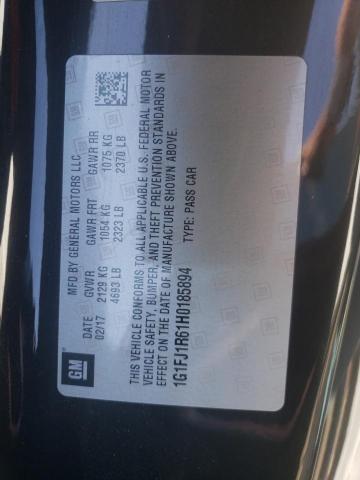 MFD BY GENERAL MOTORS LLC
DATE GVWR GAWR FRT GAWR RR
02/17 2129 KG 1054 KG 1075 KG
4693 LB 2323 LB 2370 LB
GM
THIS VEHICLE CONFORMS TO ALL APPLICABLE U.S. FEDERAL MOTOR
VEHICLE SAFETY, BUMPER, AND THEFT PREVENTION STANDARDS IN
EFFECT ON THE DATE OF MANUFACTURE SHOWN ABOVE.
1G1FJ1R61H0185894 TYPE: PASS CAR